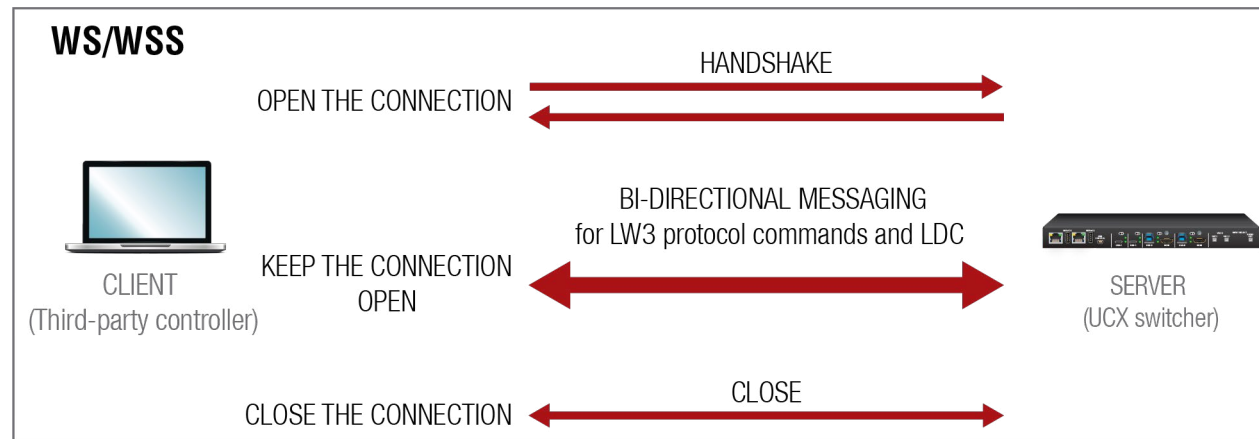 WS/WSS
HANDSHAKE
OPEN THE CONNECTION
BI-DIRECTIONAL MESSAGING
for LW3 protocol commands and LDC
KEEP THE CONNECTION
OPEN
CLIENT
(Third-party controller)
SERVER
(UCX switcher)
CLOSE
CLOSE THE CONNECTION